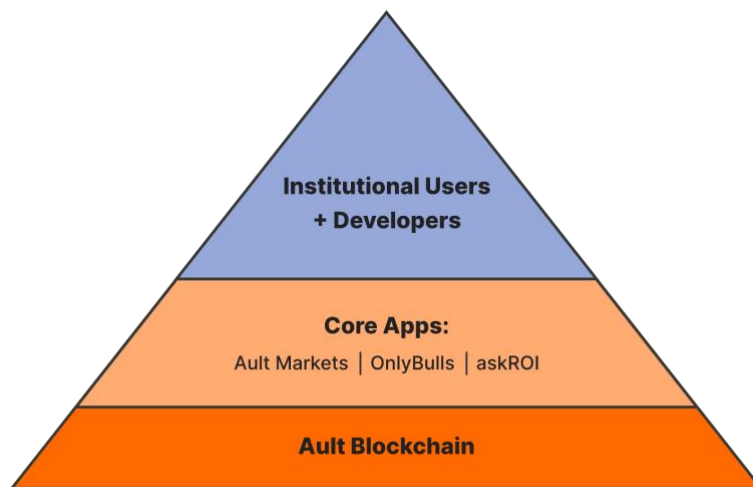 Institutional Users
+ Developers
Core Apps:
Ault Markets | OnlyBulls | askROI
Ault Blockchain